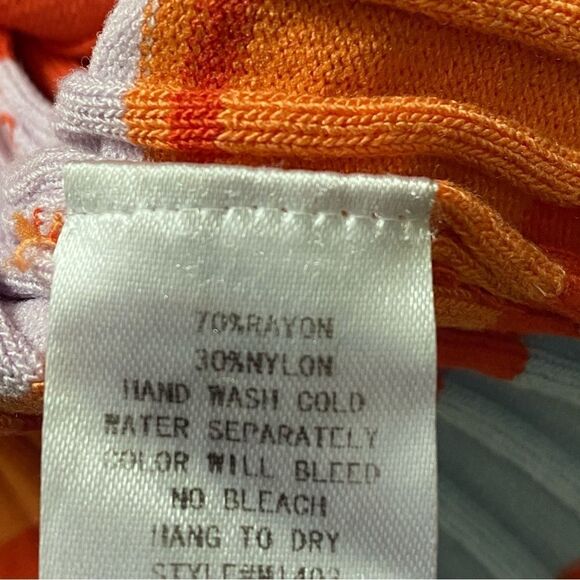 70%RAYON
30%NYLON
HAND WASH COLD
WATER SEPARATELY
COLOR WILL BLEED
NO BLEACH
HANG TO DRY